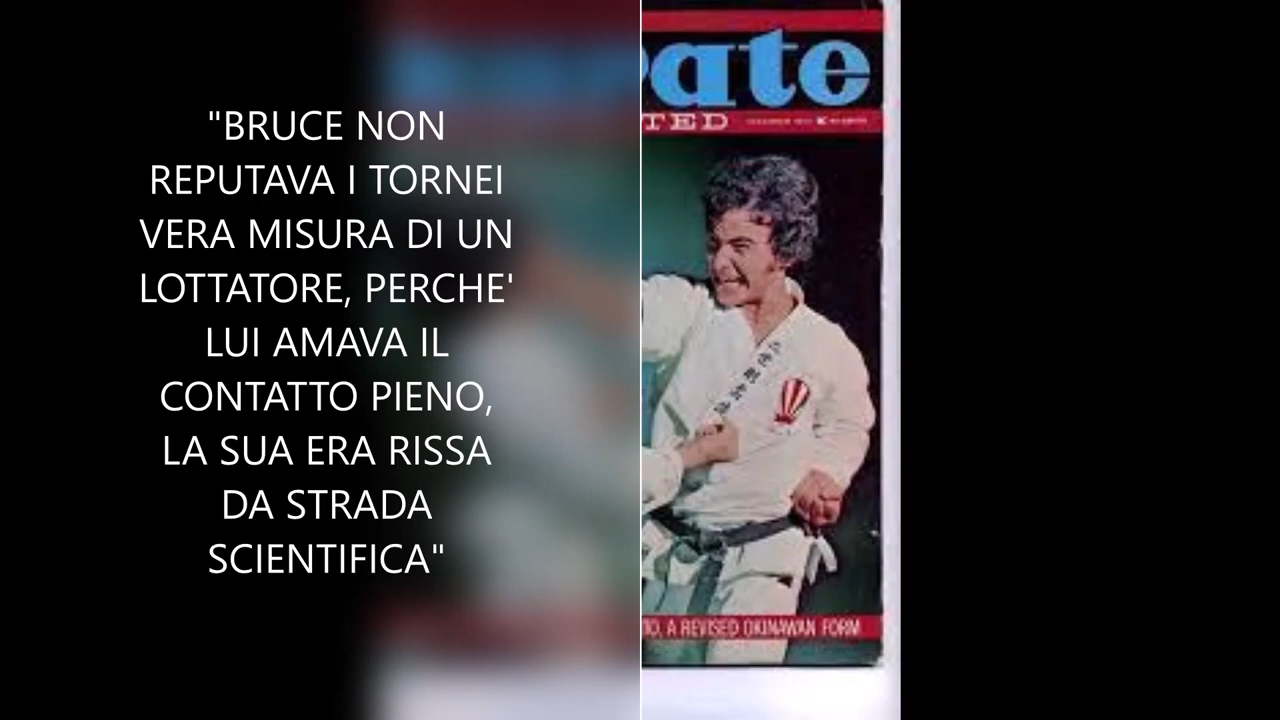 "BRUCE NON
REPUTAVA I TORNEI
VERA MISURA DI UN
LOTTATORE, PERCHE'
LUI AMAVA IL
CONTATTO PIENO,
LA SUA ERA RISSA
DA STRADA
SCIENTIFICA"
ate
TED
A REVISED OKINAWAN FORM